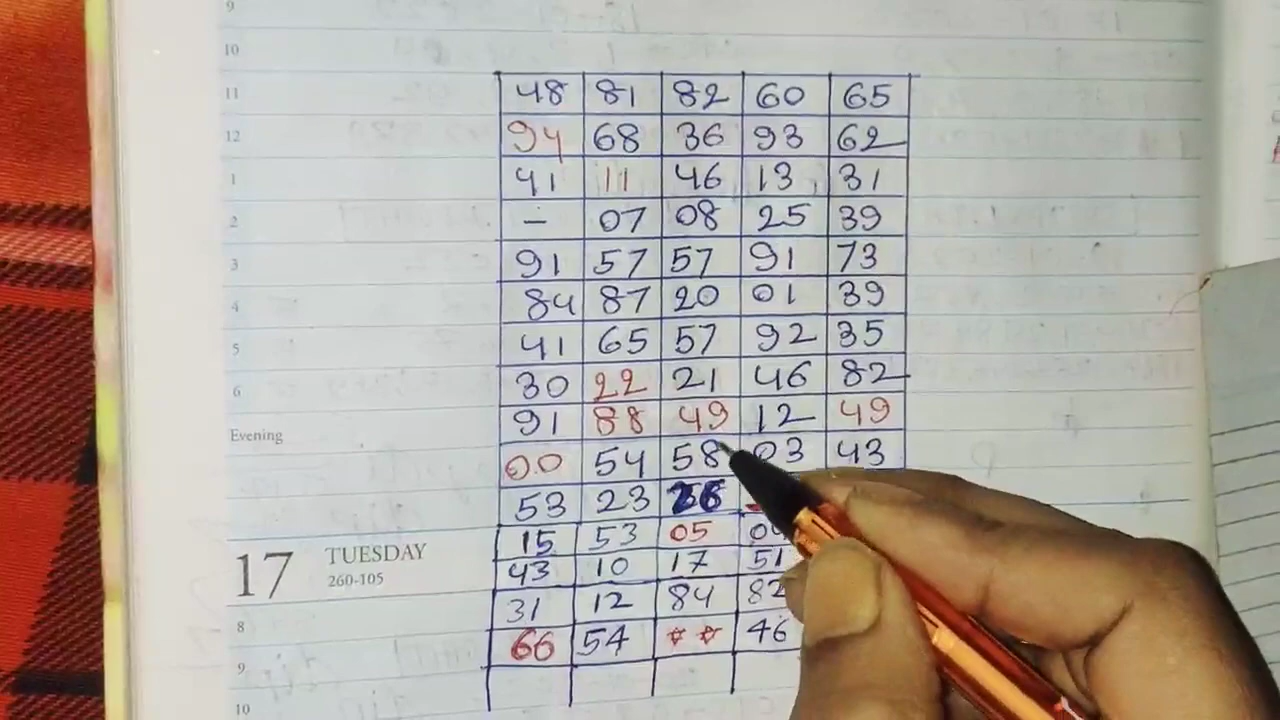 9
10
11 48 81 82 60 65
12 94 68 36 93 62
1 41 11 46 13 31
2 – 07 08 25 39
3 91 57 57 91 73
4 84 87 20 01 39
5 41 65 57 92 35
6 30 22 21 46 82
91 88 49 12 49
Evening
00 54 58 03 43
53 23 26
15 53 05
17 TUESDAY
260-105
43 10 17 51
8 31 12 84 82
66 54 ** 46
9
10